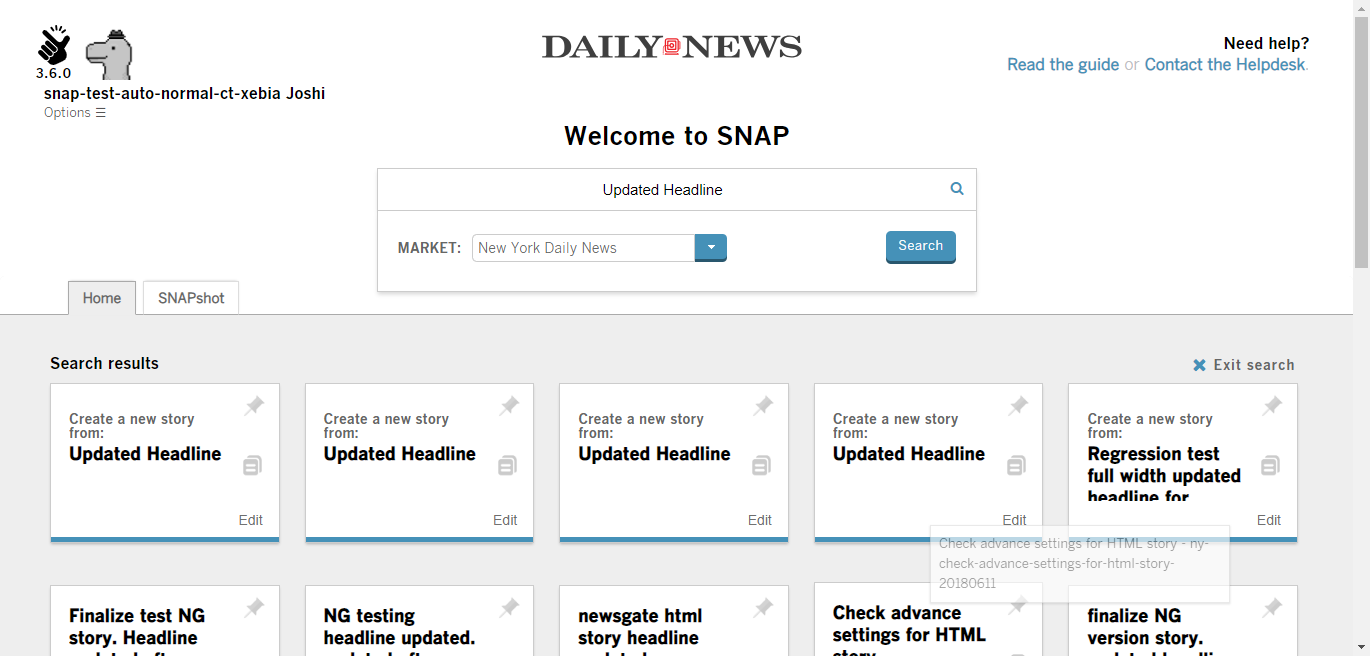 3.6.0
snap-test-auto-normal-ct-xebia Joshi
Options ☰
DAILY NEWS
Need help?
Read the guide or Contact the Helpdesk.
Welcome to SNAP
Updated Headline
MARKET: New York Daily News
Search
Home
SNAPshot
Search results
Exit search
Create a new story
from:
Updated Headline
Edit
Create a new story
from:
Updated Headline
Edit
Create a new story
from:
Updated Headline
Edit
Create a new story
from:
Updated Headline
Edit
Create a new story
from:
Regression test
full width updated
headline for
Edit
Check advance settings for HTML story - ny-
check-advance-settings-for-html-story-
20180611
Finalize test NG
story. Headline
NG testing
headline updated.
newsgate html
story headline
updated
Check advance
settings for HTML
story
finalize NG
version story.
updated headline